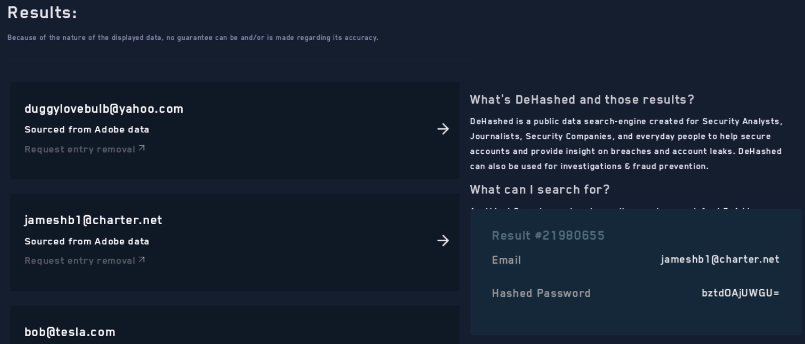 Results:
Because of the nature of the displayed data, no guarantee can be and/or is made regarding its accuracy.
duggylovebulb@yahoo.com
Sourced from Adobe data
Request entry removal
jameshb1@charter.net
Sourced from Adobe data
Request entry removal
bob@tesla.com
What's DeHashed and those results?
DeHashed is a public data search-engine created for Security Analysts,
Journalists, Security Companies, and everyday people to help secure
accounts and provide insight on breaches and account leaks. DeHashed
can also be used for investigations & fraud prevention.
What can I search for?
Result #21980655
Email jameshb1@charter.net
Hashed Password bztdOAjUWGU=